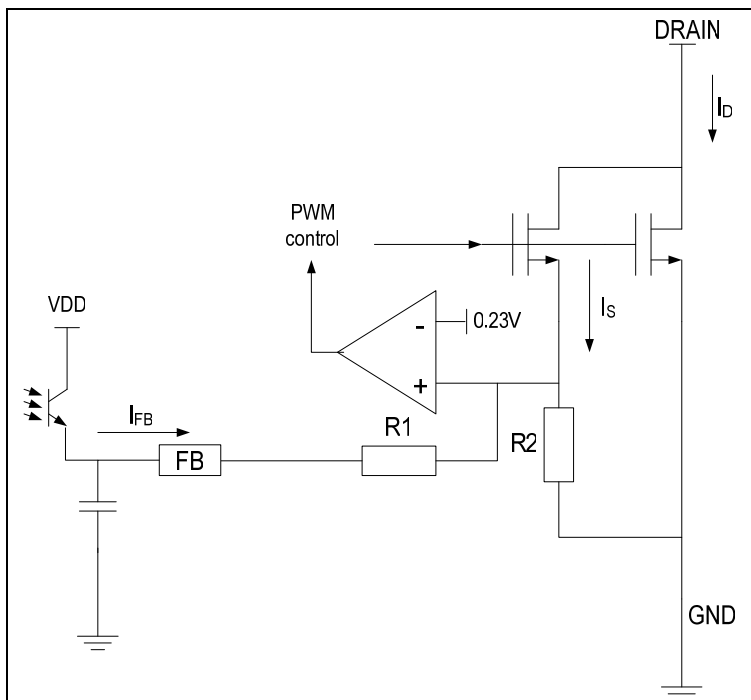 DRAIN
ID
PWM
control
VDD
0.23V
IS
-
+
IFB
R1
R2
FB
GND